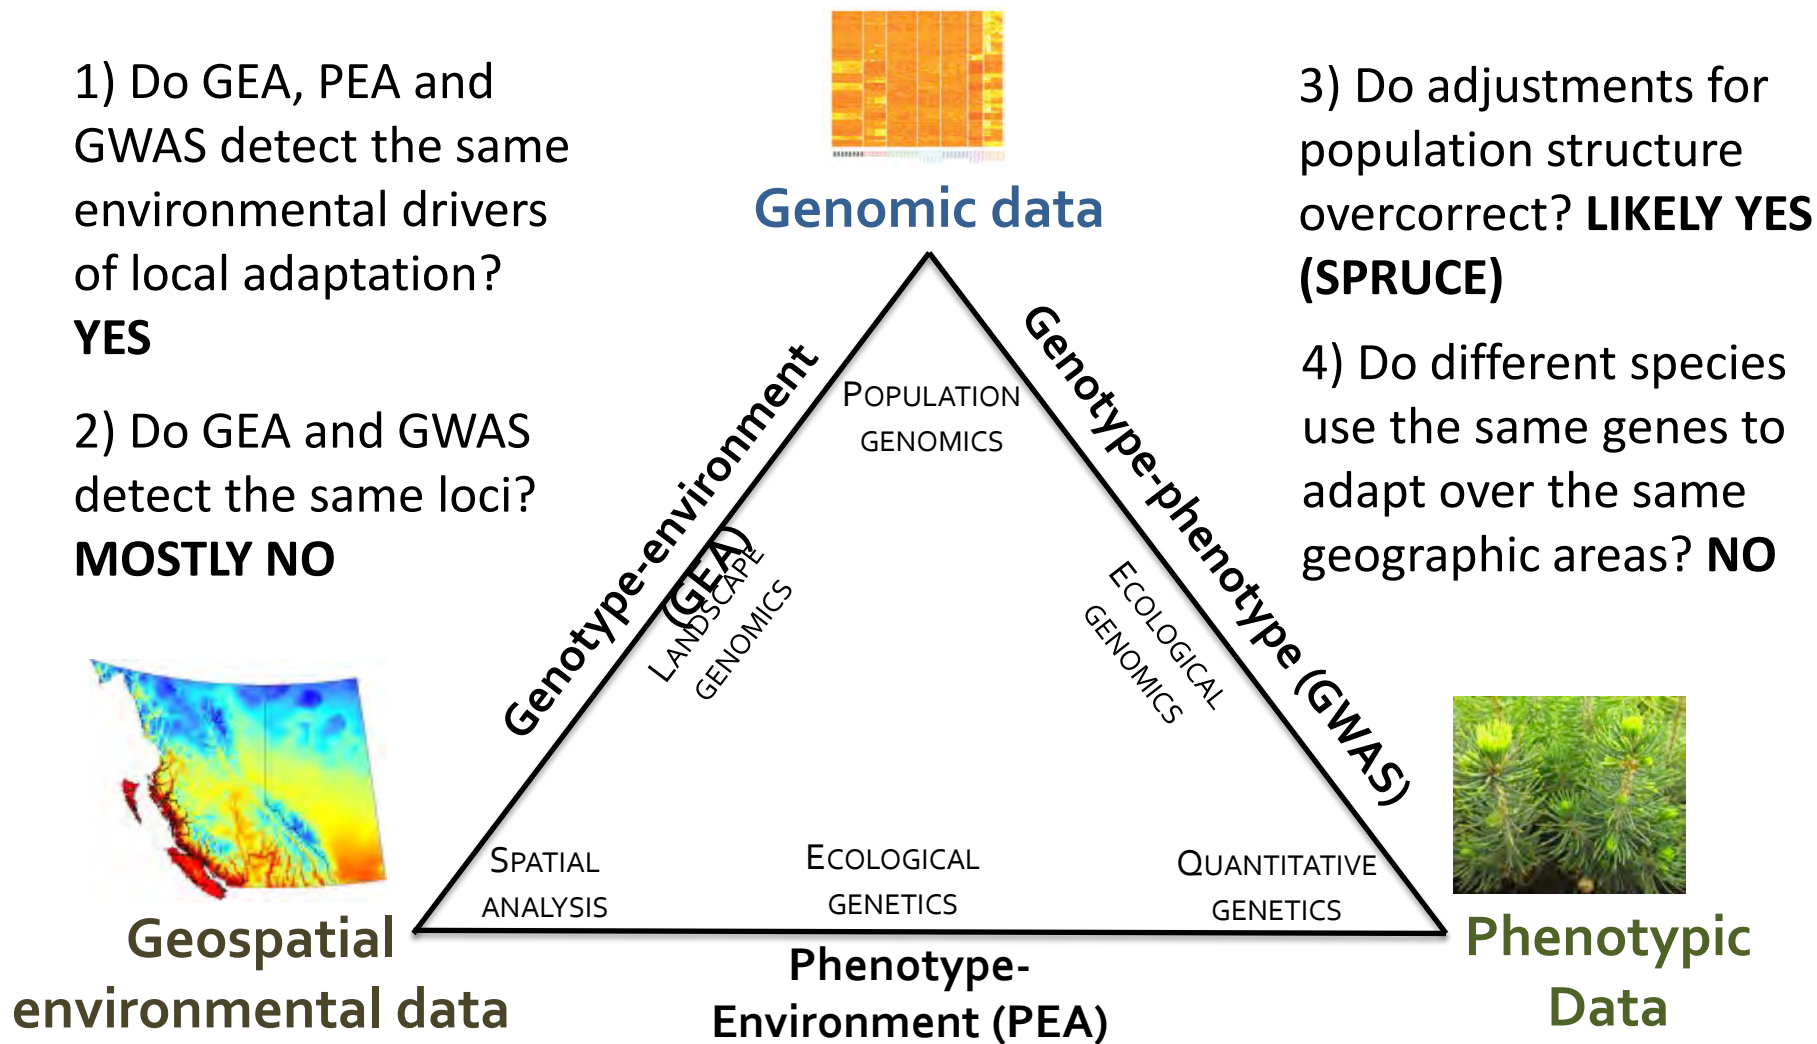 1) Do GEA, PEA and
GWAS detect the same
environmental drivers
of local adaptation?
YES
2) Do GEA and GWAS
detect the same loci?
MOSTLY NO
Genomic data
3) Do adjustments for
population structure
overcorrect? LIKELY YES
(SPRUCE)
4) Do different species
use the same genes to
adapt over the same
geographic areas? NO
Genotype-environment
(GEA)
Genotype-phenotype (GWAS)
POPULATION
GENOMICS
LANDSCAPE
GENOMICS
ECOLOGICAL
GENOMICS
SPATIAL
ANALYSIS
ECOLOGICAL
GENETICS
QUANTITATIVE
GENETICS
Geospatial
environmental data
Phenotype-
Environment (PEA)
Phenotypic
Data